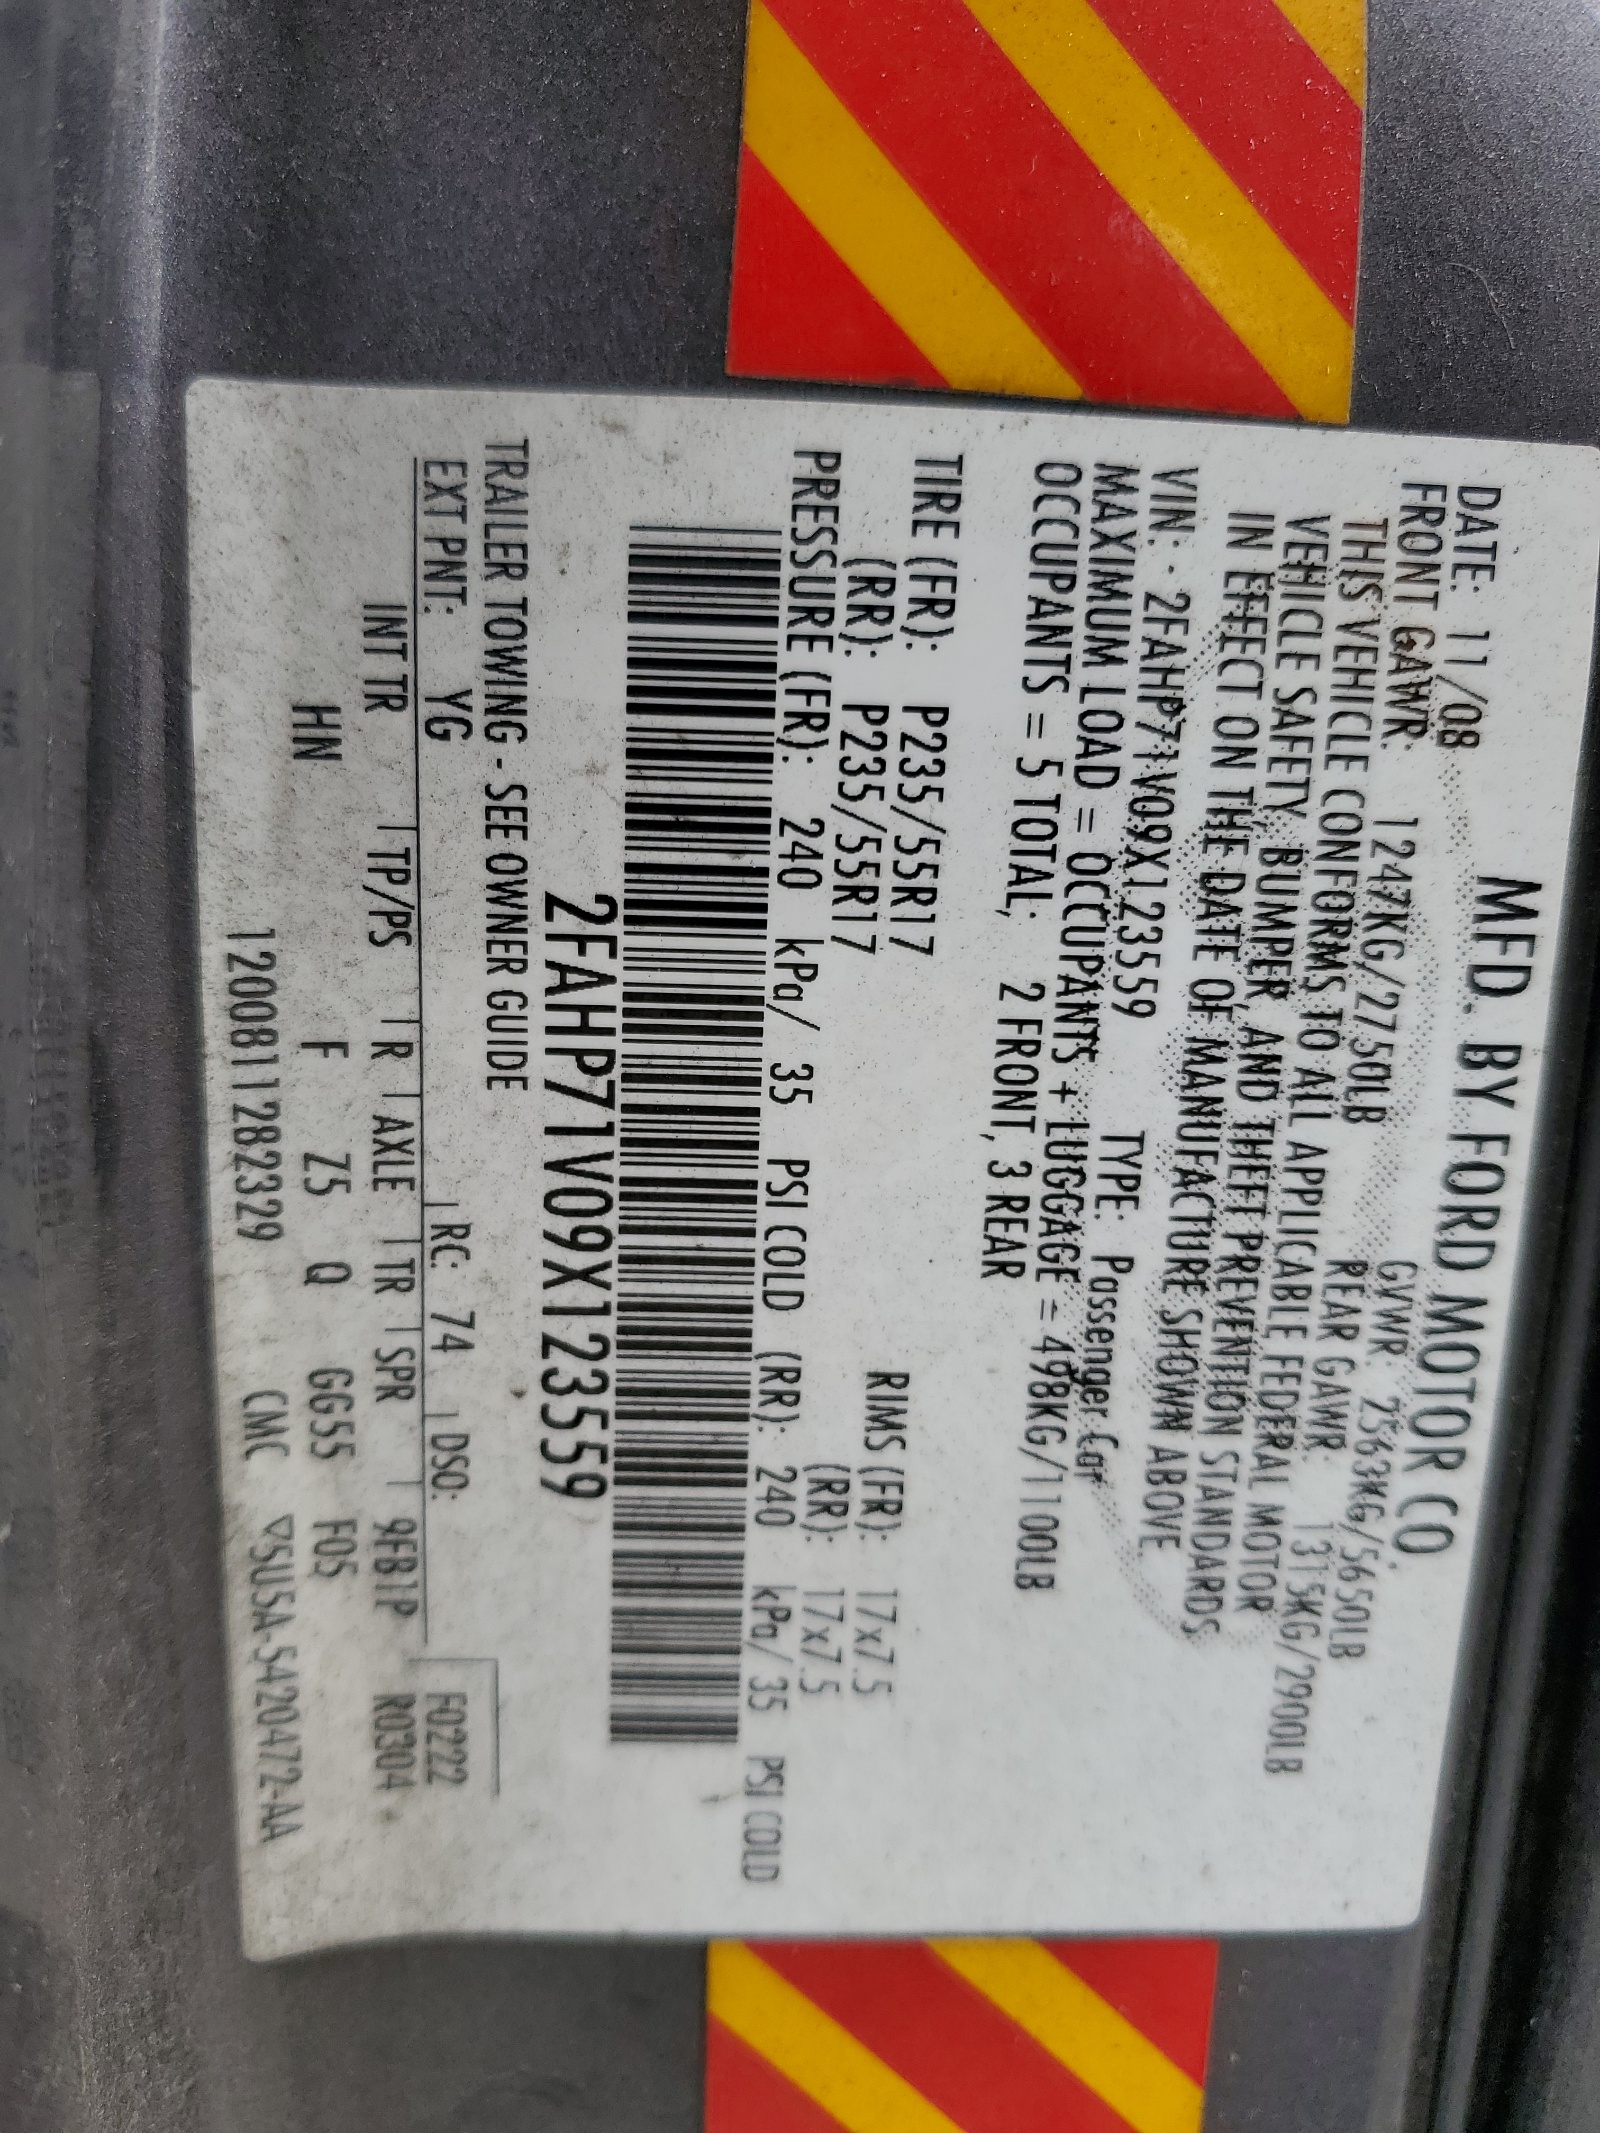 MFD. BY FORD MOTOR CO.
DATE: 11/08 GVWR: 2563KG/5650LB
FRONT GAWR: 1247KG/2750LB REAR GAWR: 1315KG/2900LB
THIS VEHICLE CONFORMS TO ALL APPLICABLE FEDERAL MOTOR
VEHICLE SAFETY, BUMPER, AND THEFT PREVENTION STANDARDS
IN EFFECT ON THE DATE OF MANUFACTURE SHOWN ABOVE.
VIN: 2FAHP71V09X123559 TYPE: Passenger Car
MAXIMUM LOAD = OCCUPANTS + LUGGAGE = 498KG/1100LB
OCCUPANTS = 5 TOTAL; 2 FRONT, 3 REAR
TIRE (FR): P235/55R17 RIMS (FR): 17x7.5
(RR): P235/55R17 (RR): 17x7.5
PRESSURE (FR): 240 kPa/ 35 PSI COLD (RR): 240 kPa/ 35 PSI COLD
2FAHP71V09X123559
TRAILER TOWING - SEE OWNER GUIDE
EXT PNT: YG RC: 74 DSO: F0222
INT TR TP/PS R AXLE TR SPR 9FB1P R0304
HN F Z5 Q GG55 F05
1200811282329 CMC ▽5U5A-5420472-AA